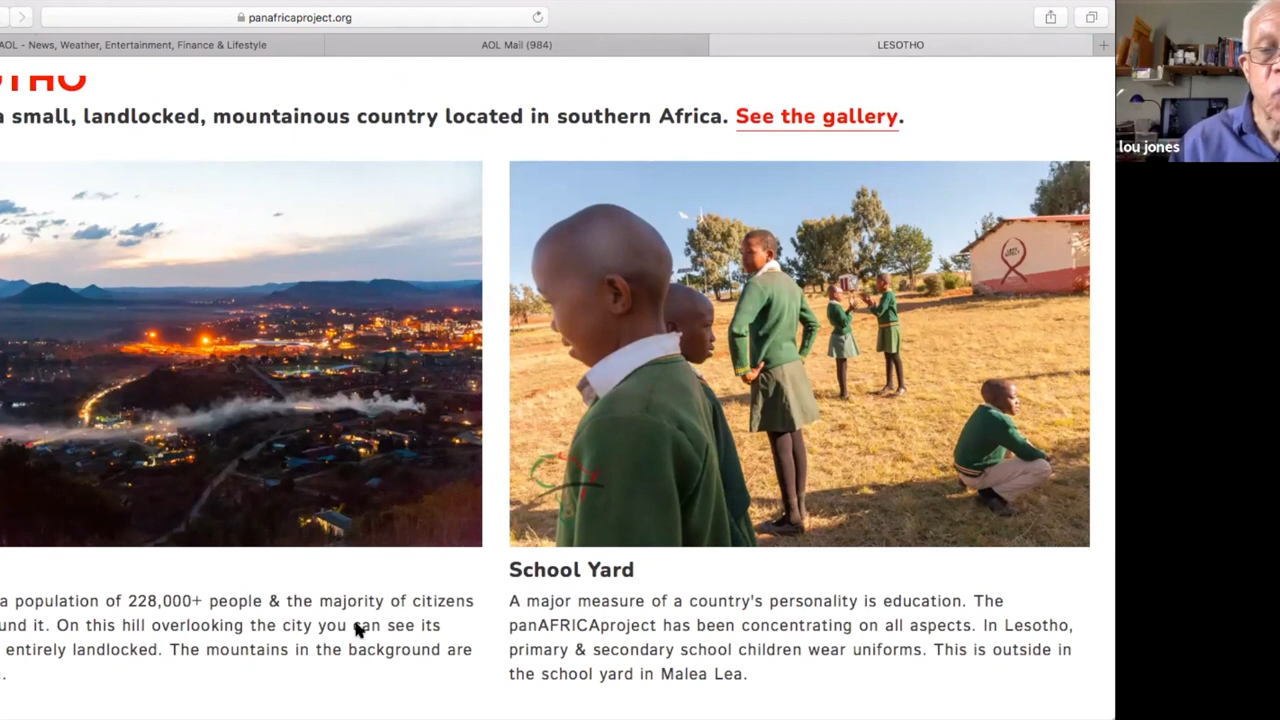 panafricaproject.org
AOL - News, Weather, Entertainment, Finance & Lifestyle
AOL Mail (984)
LESOTHO
lou jones
a small, landlocked, mountainous country located in southern Africa. See the gallery.
School Yard
a population of 228,000+ people & the majority of citizens
und it. On this hill overlooking the city you can see its
entirely landlocked. The mountains in the background are
A major measure of a country's personality is education. The
panAFRICAproject has been concentrating on all aspects. In Lesotho,
primary & secondary school children wear uniforms. This is outside in
the school yard in Malea Lea.